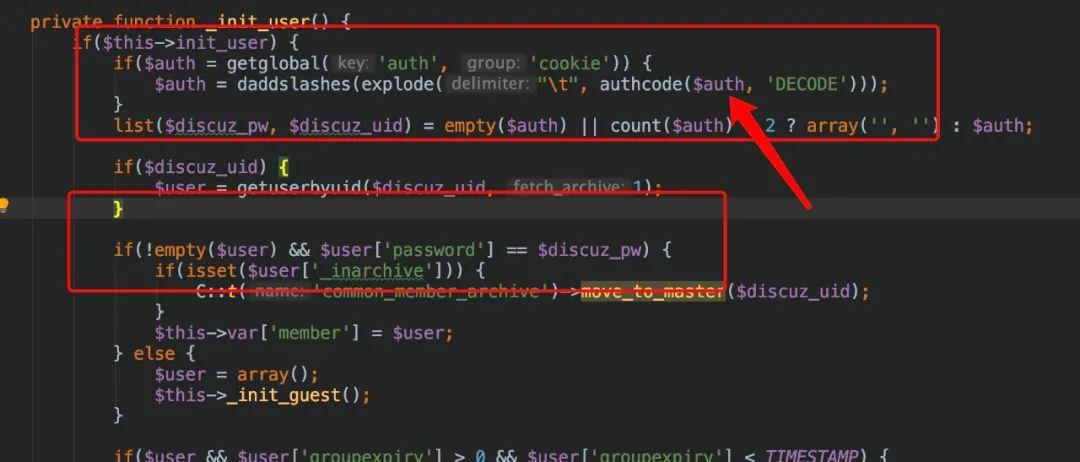 private function _init_user() {
if($this->init_user) {
if($auth = getglobal( key: 'auth', group: 'cookie')) {
$auth = daddslashes(explode( delimiter: "\t", authcode($auth, 'DECODE')));
}
list($discuz_pw, $discuz_uid) = empty($auth) || count($auth) 2 ? array('', '') : $auth;
if($discuz_uid) {
$user = getuserbyuid($discuz_uid, fetch_archive: 1);
}
if(!empty($user) && $user['password'] == $discuz_pw) {
if(isset($user['_inarchive'])) {
C::t( name: 'common_member_archive')->move_to_master($discuz_uid);
}
$this->var['member'] = $user;
} else {
$user = array();
$this->_init_guest();
}
if($user && $user['groupexpiry'] > 0 && $user['groupexpiry'] < TIMESTAMP) {